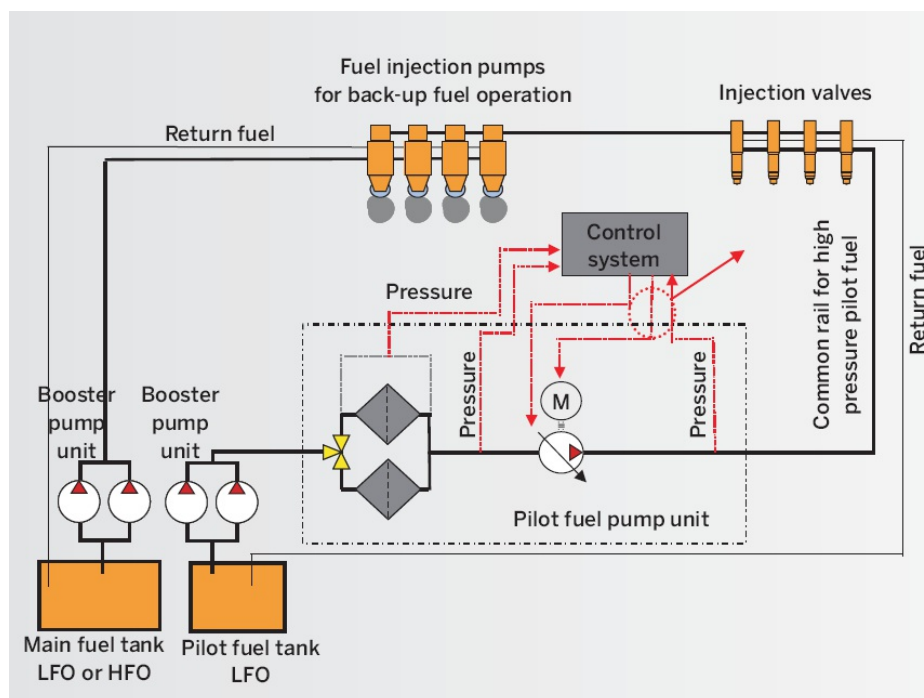 Fuel injection pumps
for back-up fuel operation
Injection valves
Return fuel
Control
system
Pressure
Pressure
Pressure
Common rail for high
pressure pilot fuel
Return fuel
Booster
pump
unit
Booster
pump
unit
M
Pilot fuel pump unit
Main fuel tank
LFO or HFO
Pilot fuel tank
LFO